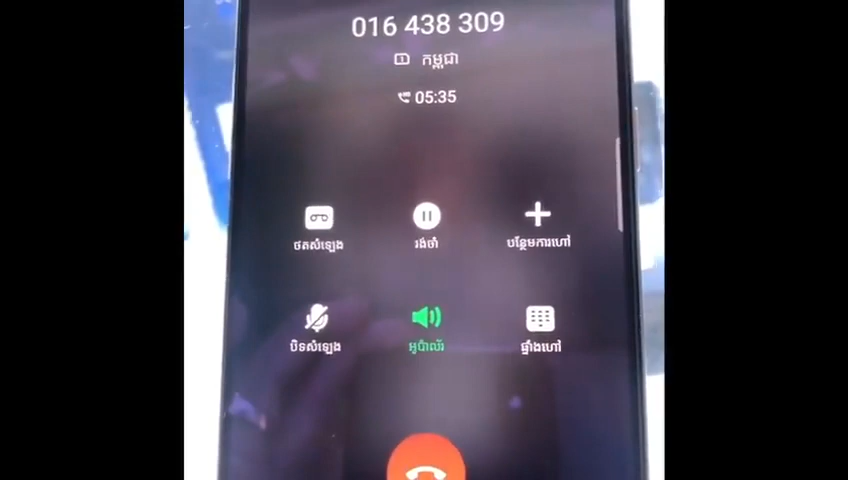 016 438 309
1 កម្ពុជា
05:35
ថតសំឡេង រង់ចាំ បន្ថែមការហៅ
បិទសំឡេង អូប៉ាល័រ ផ្ទាំងហៅ